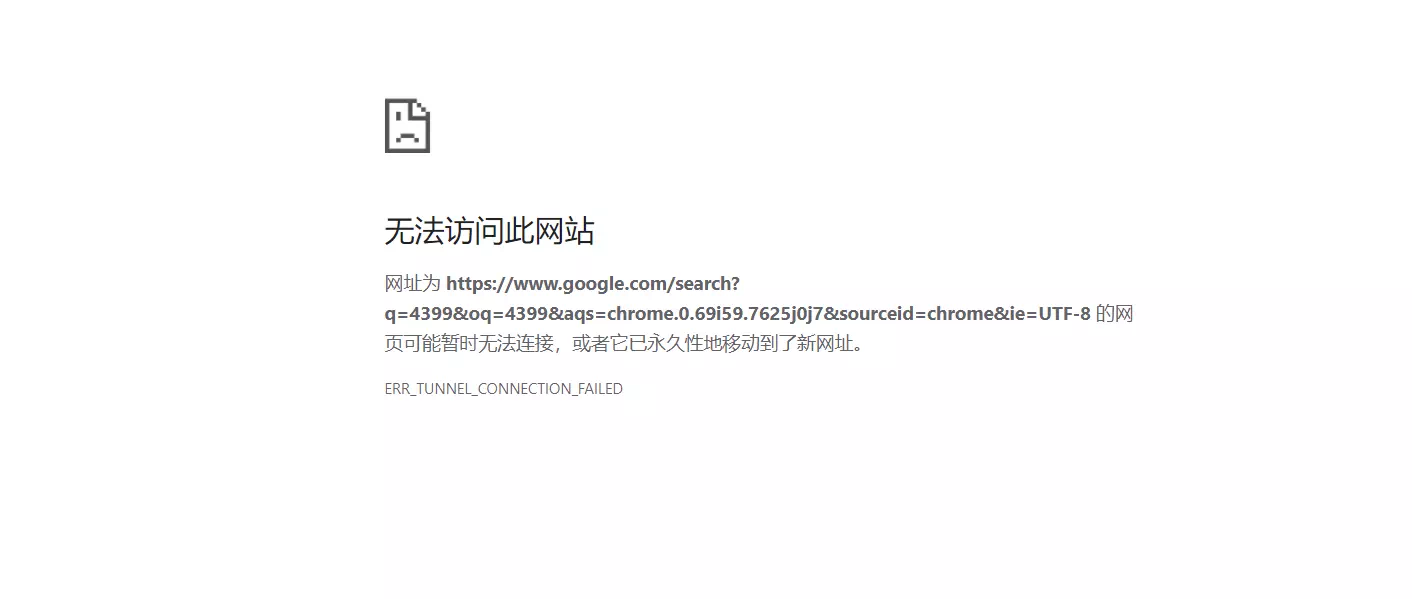 无法访问此网站
网址为 https://www.google.com/search?
q=4399&oq=4399&aqs=chrome.0.69i59.7625j0j7&sourceid=chrome&ie=UTF-8 的网
页可能暂时无法连接，或者它已永久性地移动到了新网址。
ERR_TUNNEL_CONNECTION_FAILED